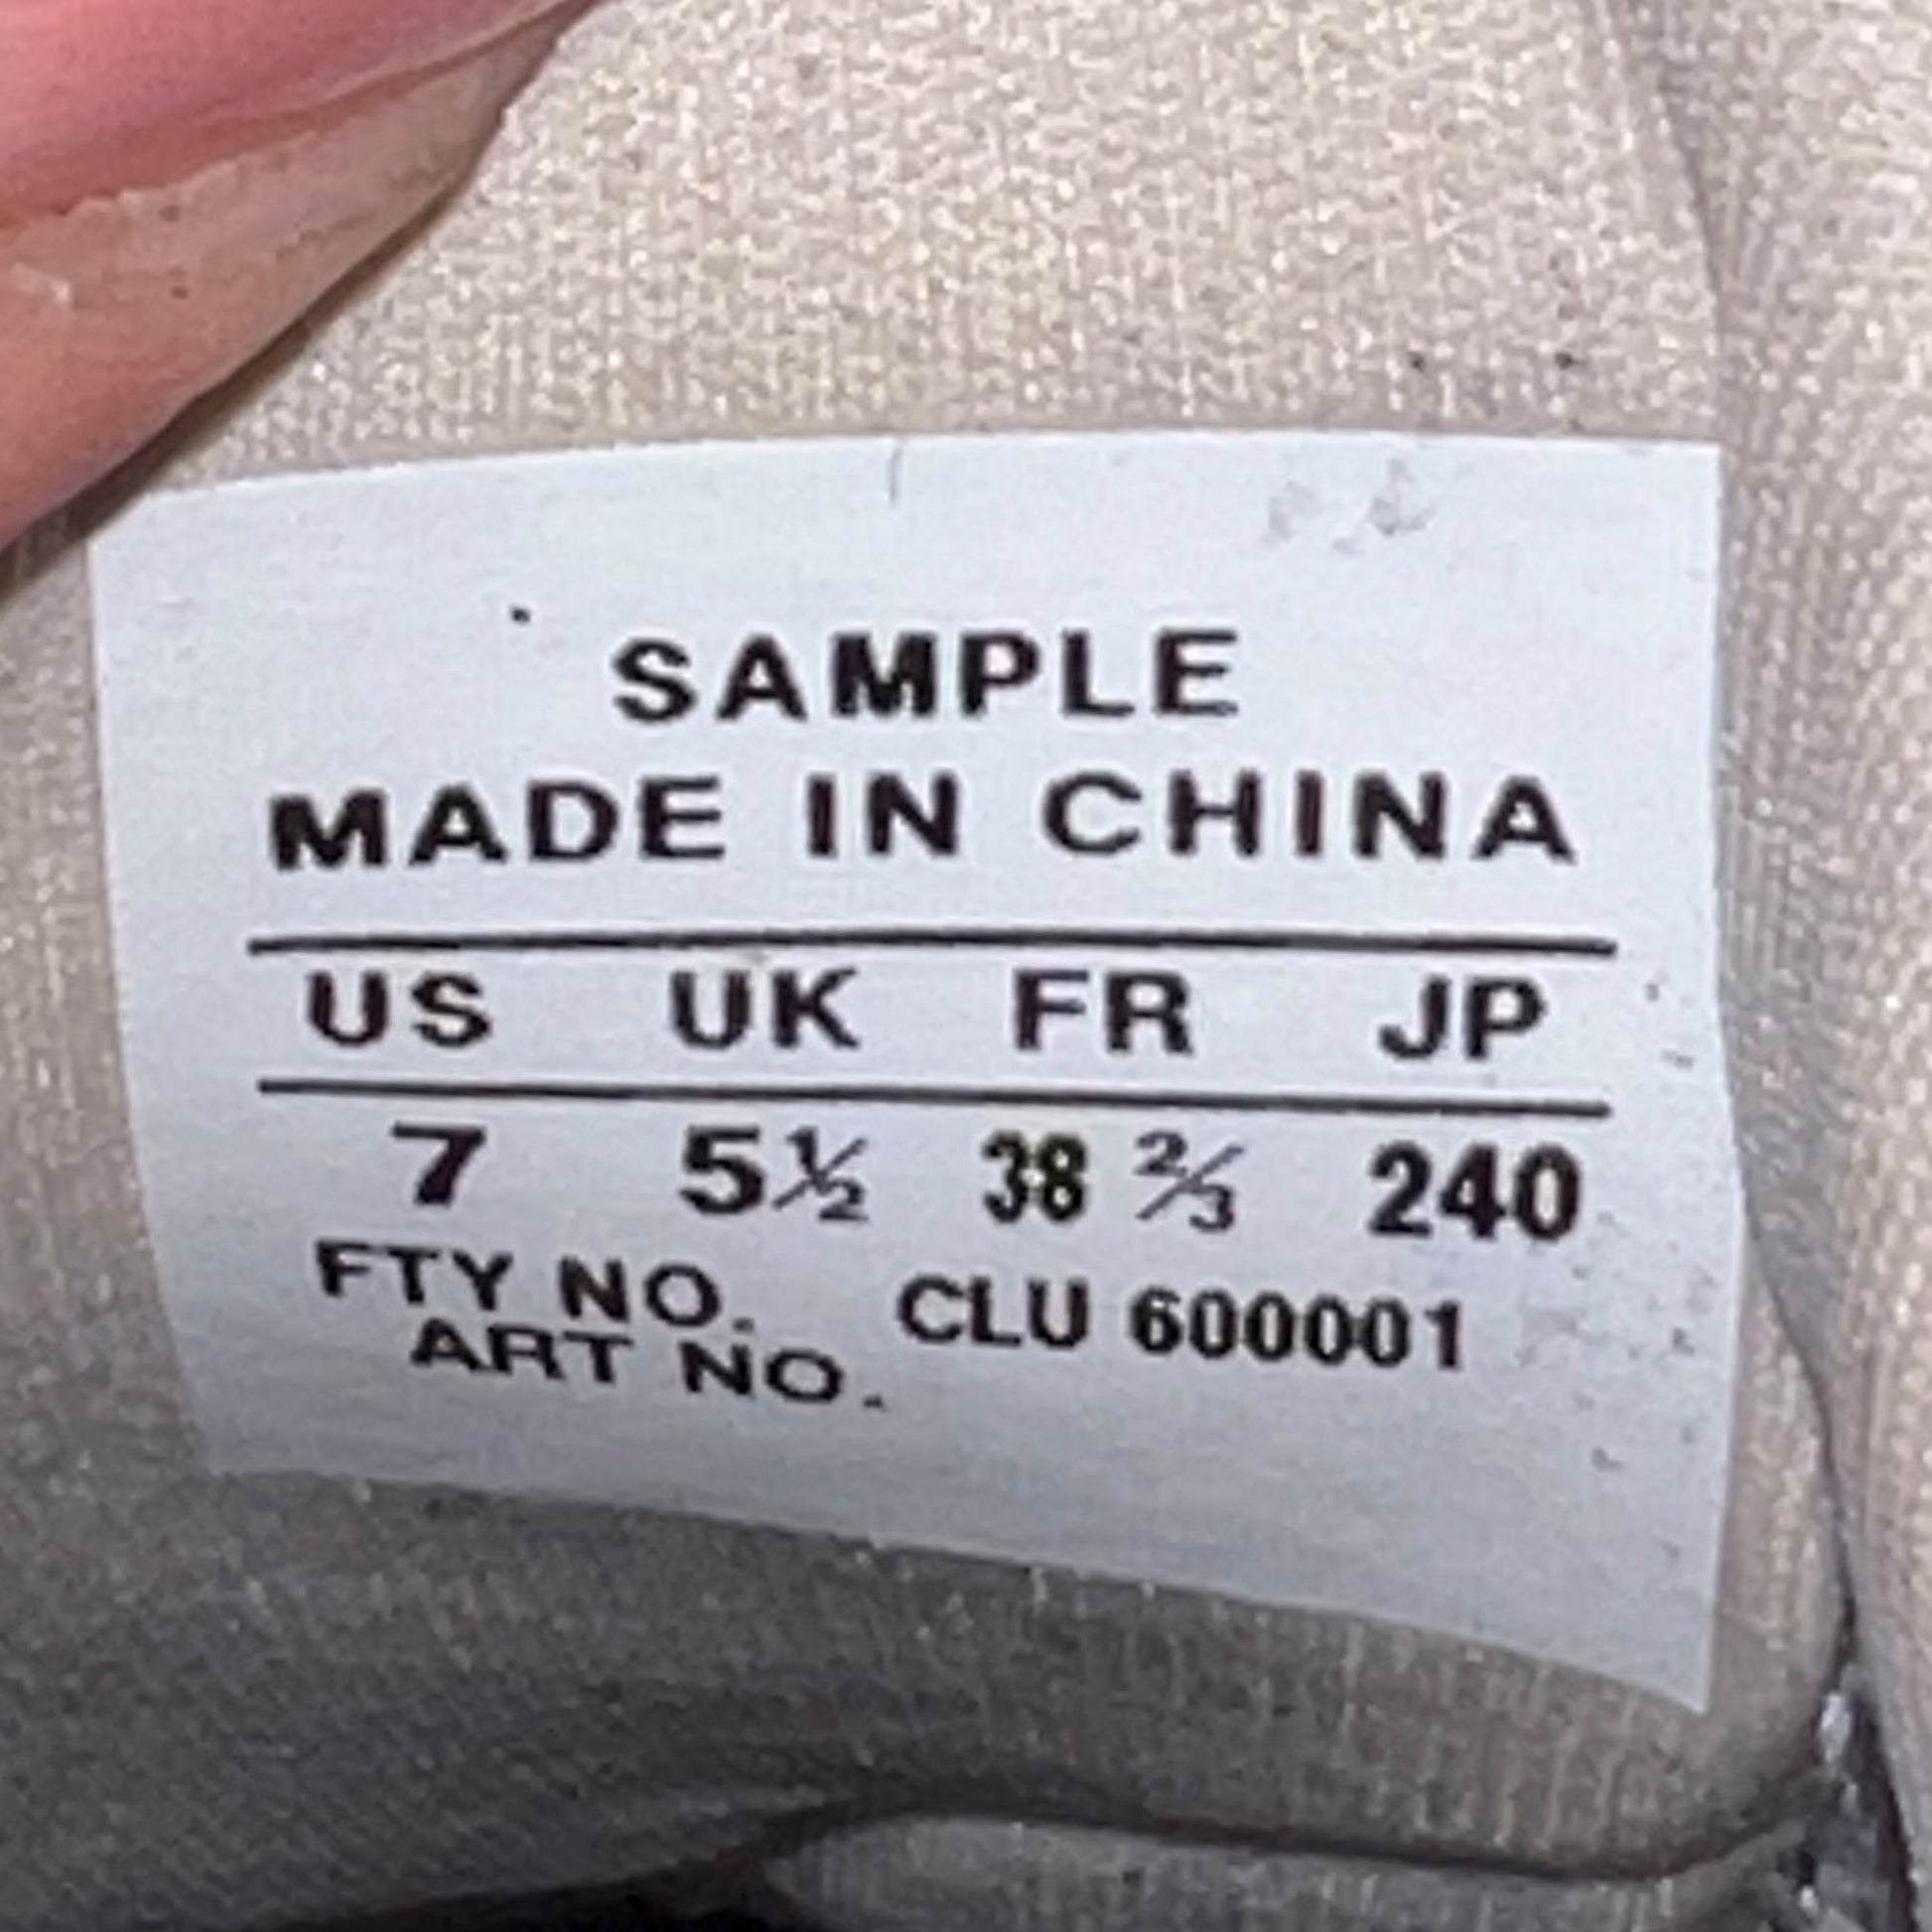 SAMPLE
MADE IN CHINA
US UK FR JP
7 5½ 38 ⅔ 240
FTY NO. CLU 600001
ART NO.